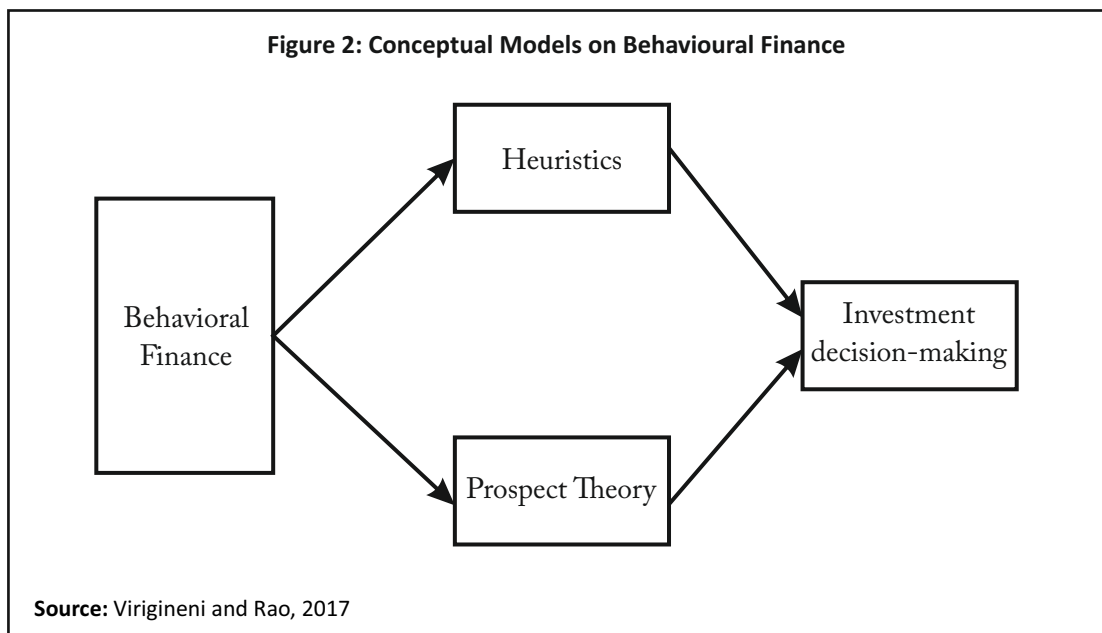 Figure 2: Conceptual Models on Behavioural Finance
Heuristics
Behavioral
Finance
Investment
decision-making
Prospect Theory
Source: Virigineni and Rao, 2017